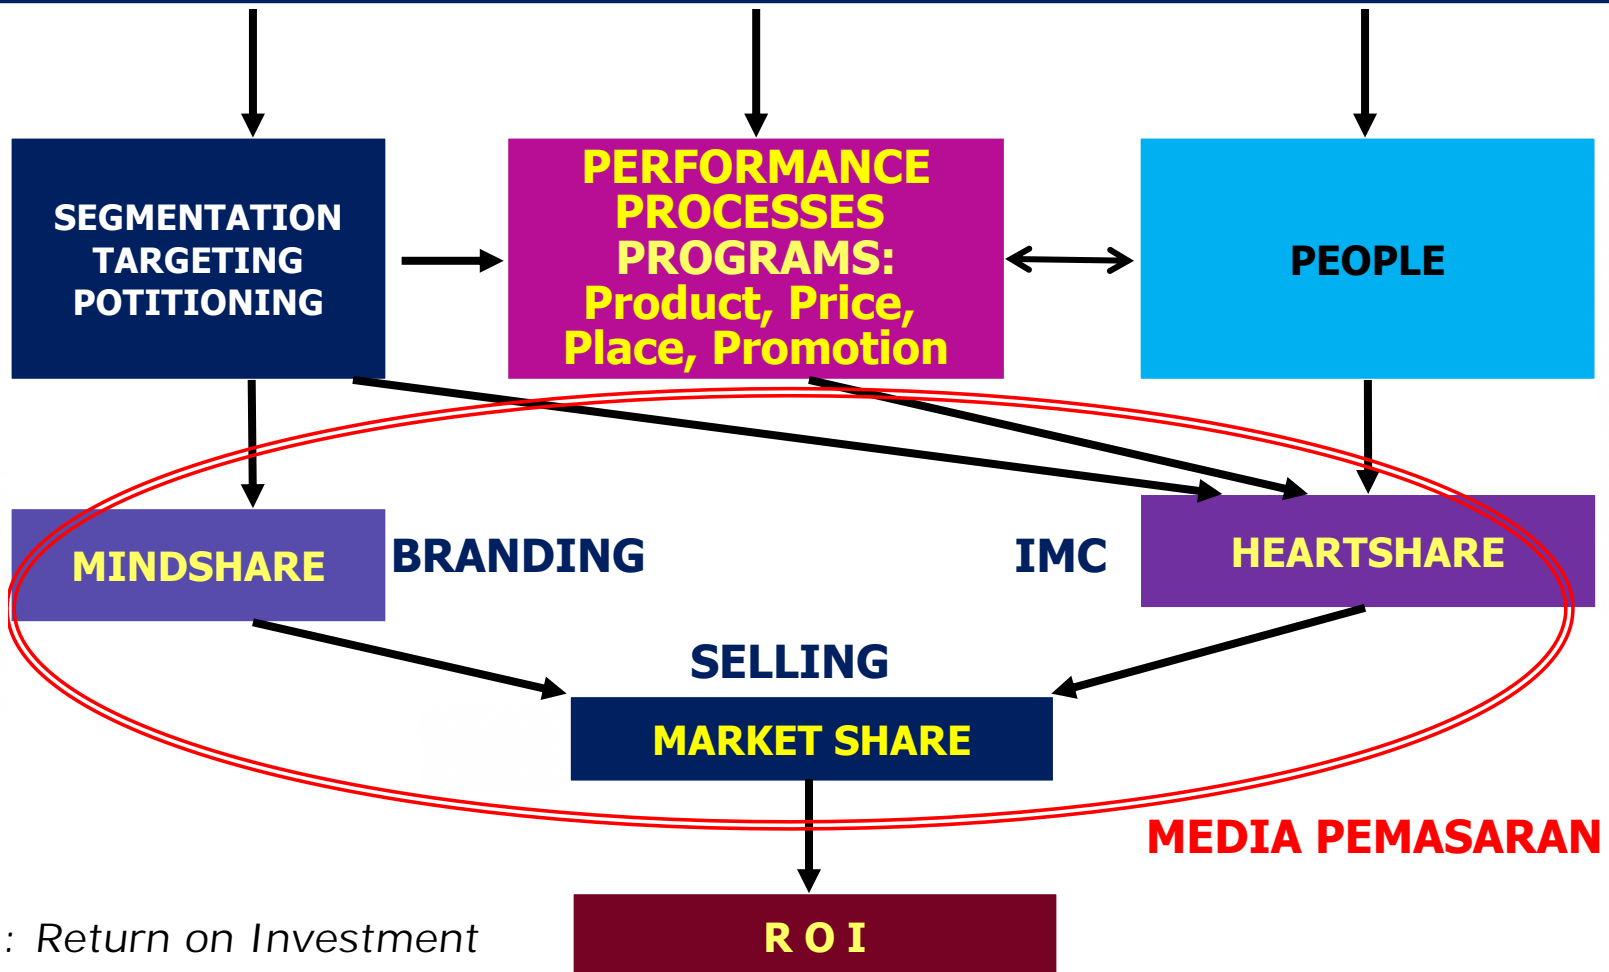 SEGMENTATION
TARGETING
POTITIONING
PERFORMANCE
PROCESSES
PROGRAMS:
Product, Price,
Place, Promotion
PEOPLE
MINDSHARE
BRANDING
IMC
HEARTSHARE
SELLING
MARKET SHARE
MEDIA PEMASARAN
: Return on Investment
R O I